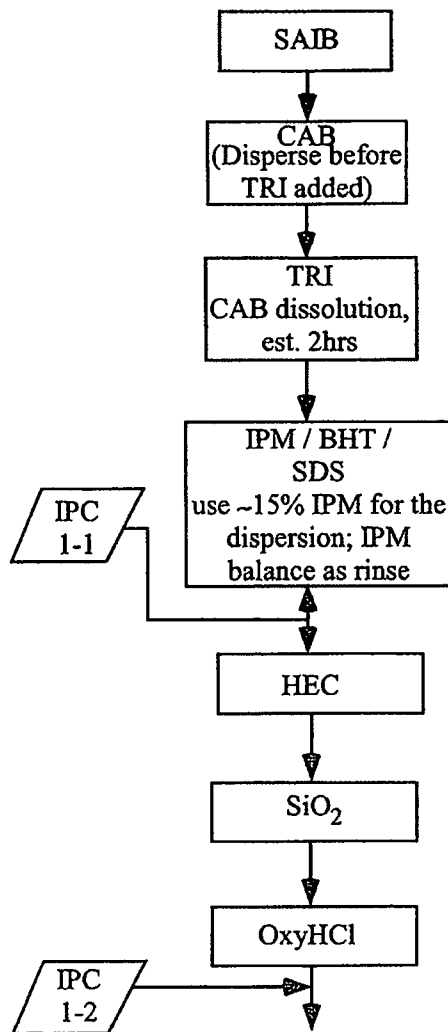 SAIB
CAB
(Disperse before
TRI added)
TRI
CAB dissolution,
est. 2hrs
IPM / BHT /
SDS
use ~15% IPM for the
dispersion; IPM
balance as rinse
IPC
1-1
HEC
SiO2
OxyHCl
IPC
1-2